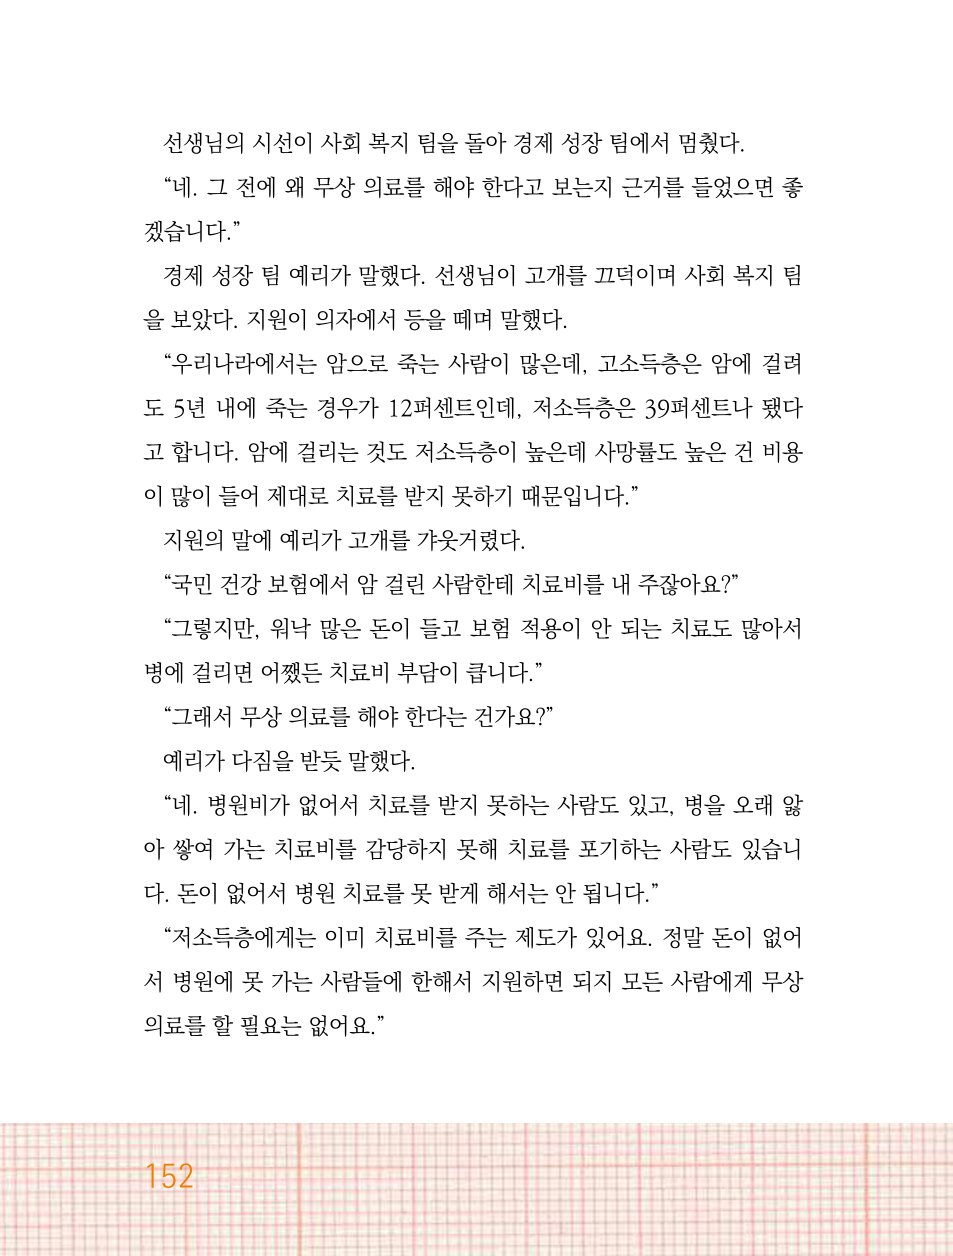 선생님의 시선이 사회 복지 팀을 돌아 경제 성장 팀에서 멈췄다.
“네. 그 전에 왜 무상 의료를 해야 한다고 보는지 근거를 들었으면 좋
겠습니다.”
경제 성장 팀 예리가 말했다. 선생님이 고개를 끄덕이며 사회 복지 팀
을 보았다. 지원이 의자에서 등을 떼며 말했다.
“우리나라에서는 암으로 죽는 사람이 많은데, 고소득층은 암에 걸려
도 5년 내에 죽는 경우가 12퍼센트인데, 저소득층은 39퍼센트나 됐다
고 합니다. 암에 걸리는 것도 저소득층이 높은데 사망률도 높은 건 비용
이 많이 들어 제대로 치료를 받지 못하기 때문입니다.”
지원의 말에 예리가 고개를 갸웃거렸다.
“국민 건강 보험에서 암 걸린 사람한테 치료비를 내 주잖아요?”
“그렇지만, 워낙 많은 돈이 들고 보험 적용이 안 되는 치료도 많아서
병에 걸리면 어쨌든 치료비 부담이 큽니다.”
“그래서 무상 의료를 해야 한다는 건가요?”
예리가 다짐을 받듯 말했다.
“네. 병원비가 없어서 치료를 받지 못하는 사람도 있고, 병을 오래 앓
아 쌓여 가는 치료비를 감당하지 못해 치료를 포기하는 사람도 있습니
다. 돈이 없어서 병원 치료를 못 받게 해서는 안 됩니다.”
“저소득층에게는 이미 치료비를 주는 제도가 있어요. 정말 돈이 없어
서 병원에 못 가는 사람들에 한해서 지원하면 되지 모든 사람에게 무상
의료를 할 필요는 없어요.”
152